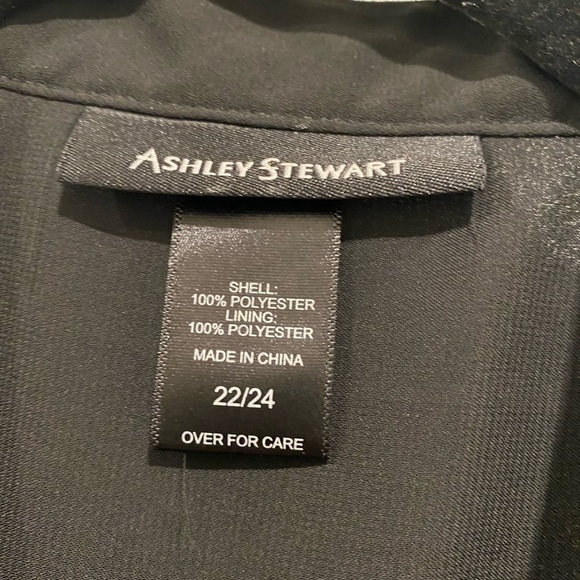 ASHLEY STEWART
SHELL:
100% POLYESTER
LINING:
100% POLYESTER
MADE IN CHINA
22/24
OVER FOR CARE